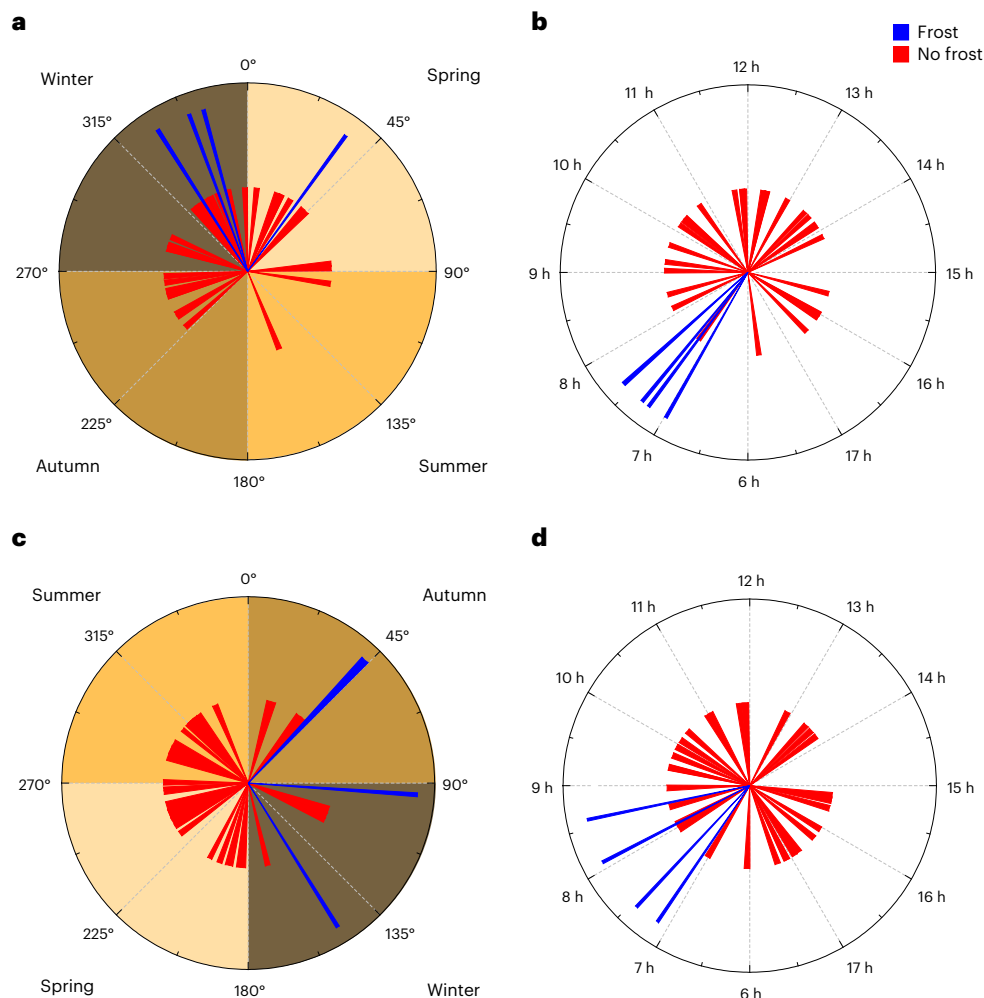 a
b
Frost
No frost
0°
Winter
Spring
315°
45°
270°
90°
225°
135°
Autumn
Summer
180°
12 h
11 h
13 h
10 h
14 h
9 h
15 h
8 h
16 h
7 h
17 h
6 h
c
d
0°
Summer
Autumn
315°
45°
270°
90°
225°
135°
Spring
Winter
180°
12 h
11 h
13 h
10 h
14 h
9 h
15 h
8 h
16 h
7 h
17 h
6 h